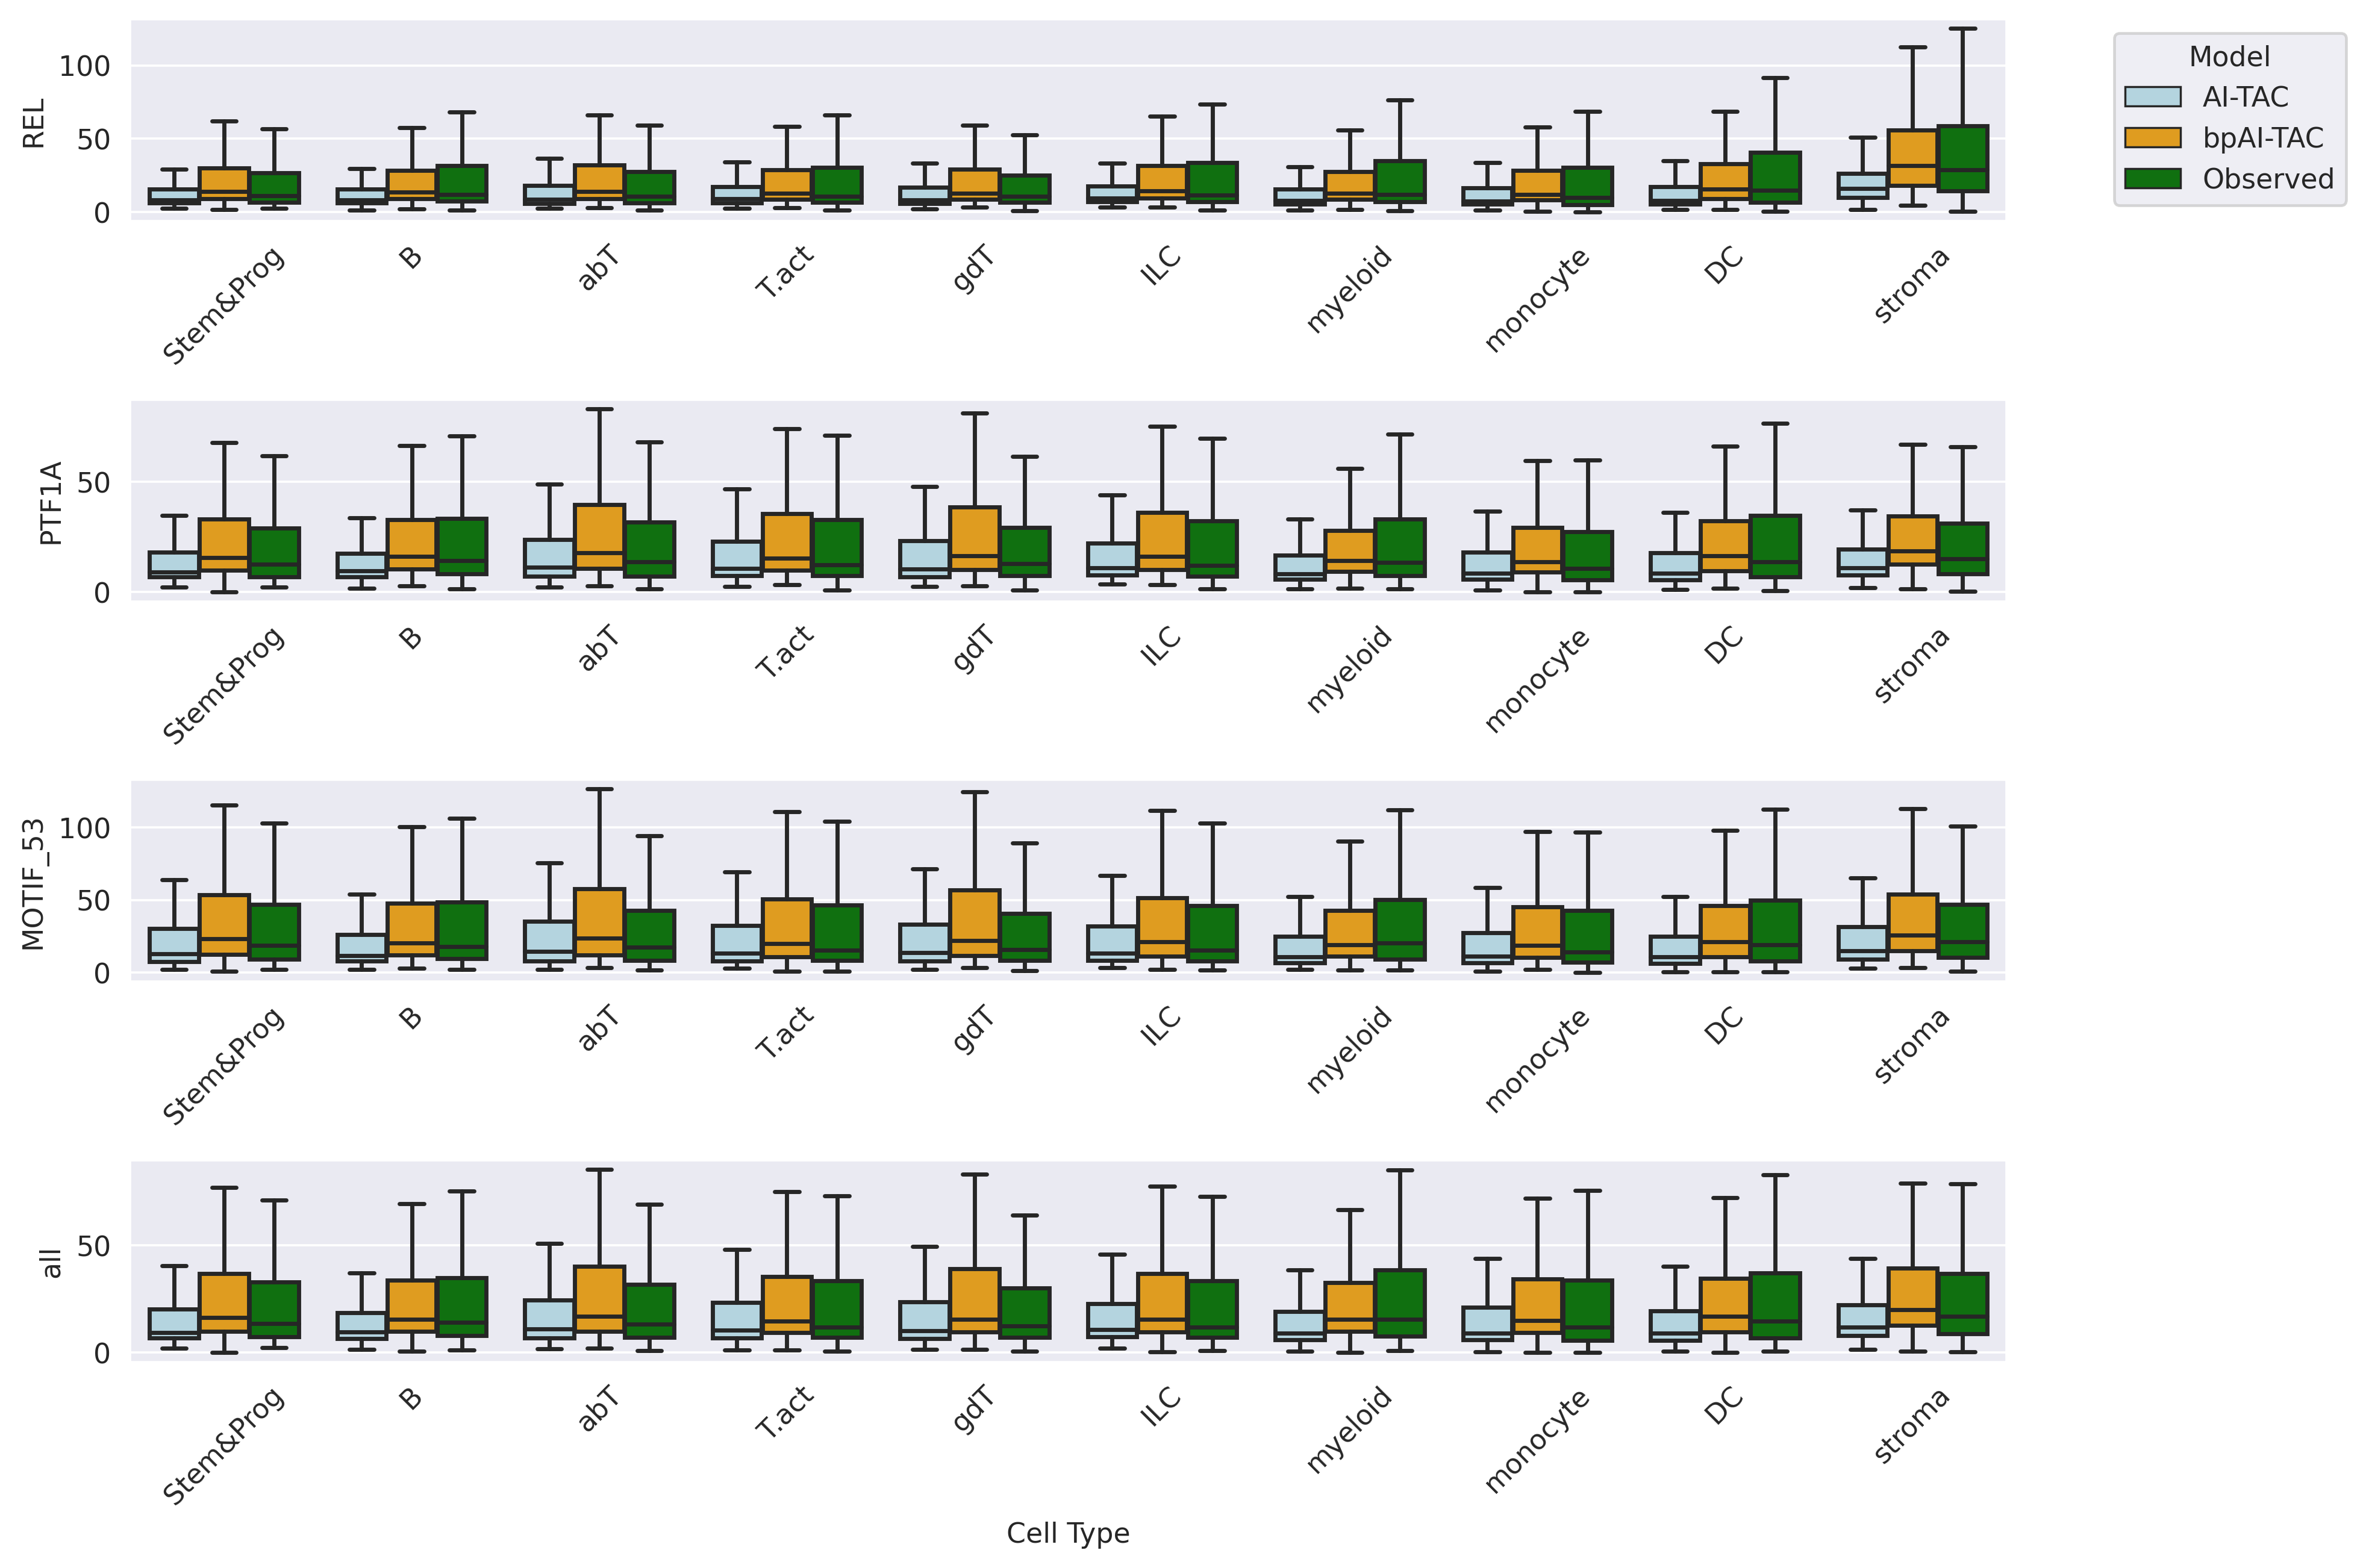 REL
100
50
0
Stem&Prog
B
abT
T.act
gdT
ILC
myeloid
monocyte
DC
stroma
Model
AI-TAC
bpAI-TAC
Observed
PTF1A
50
0
Stem&Prog
B
abT
T.act
gdT
ILC
myeloid
monocyte
DC
stroma
MOTIF_53
100
50
0
Stem&Prog
B
abT
T.act
gdT
ILC
myeloid
monocyte
DC
stroma
all
50
0
Stem&Prog
B
abT
T.act
gdT
ILC
myeloid
monocyte
DC
stroma
Cell Type